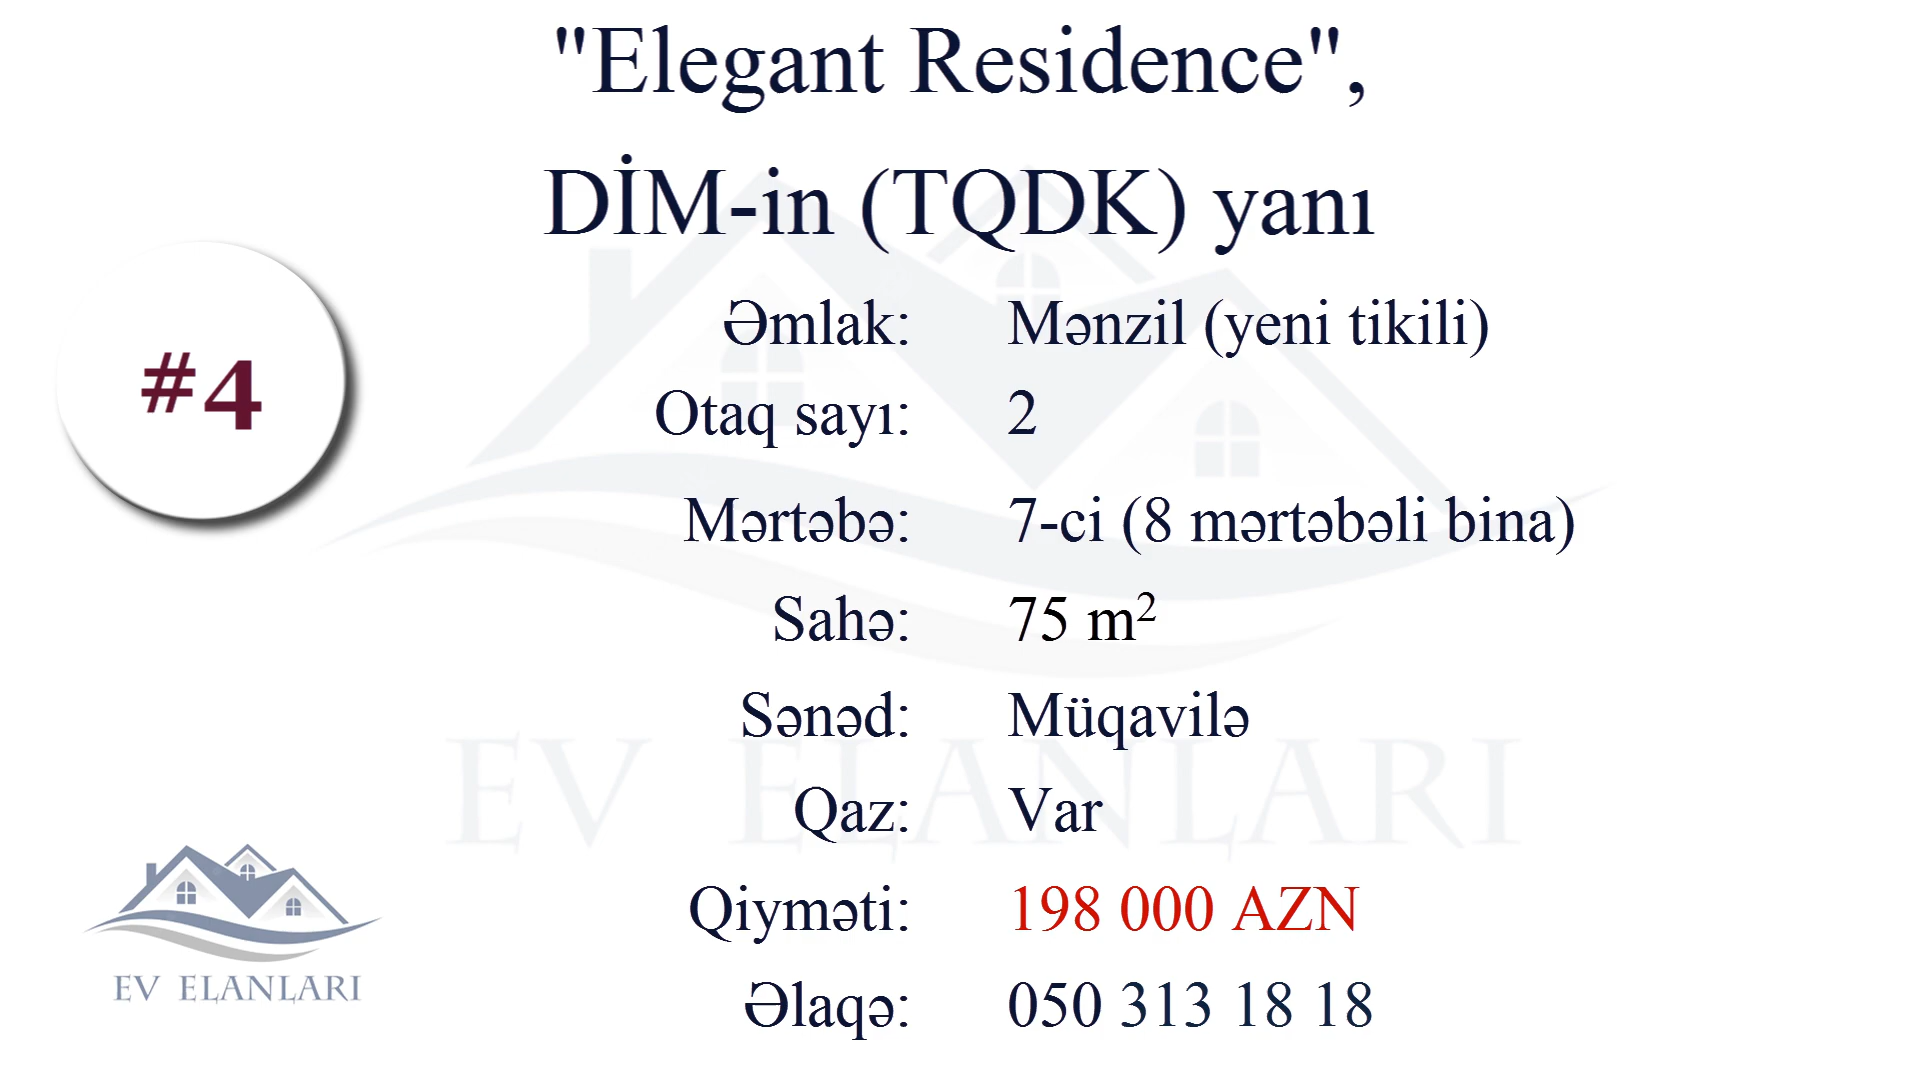 "Elegant Residence",
DİM-in (TQDK) yanı
#4
Əmlak: Mənzil (yeni tikili)
Otaq sayı: 2
Mərtəbə: 7-ci (8 mərtəbəli bina)
Sahə: 75 m²
Sənəd: Müqavilə
EV ELANLARI
Qaz: Var
Qiyməti: 198 000 AZN
EV ELANLARI
Əlaqə: 050 313 18 18